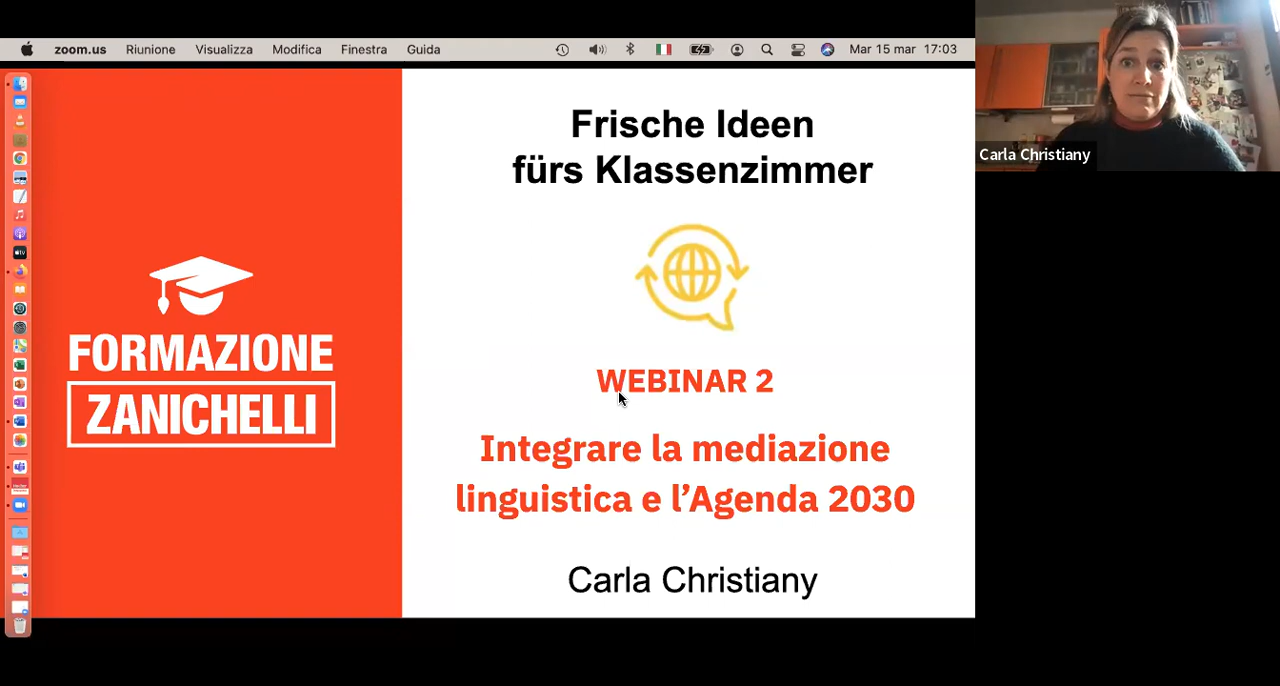 zoom.us Riunione Visualizza Modifica Finestra Guida Mar 15 mar 17:03
Carla Christiany
Frische Ideen
fürs Klassenzimmer
FORMAZIONE
ZANICHELLI
WEBINAR 2
Integrare la mediazione
linguistica e l’Agenda 2030
Carla Christiany